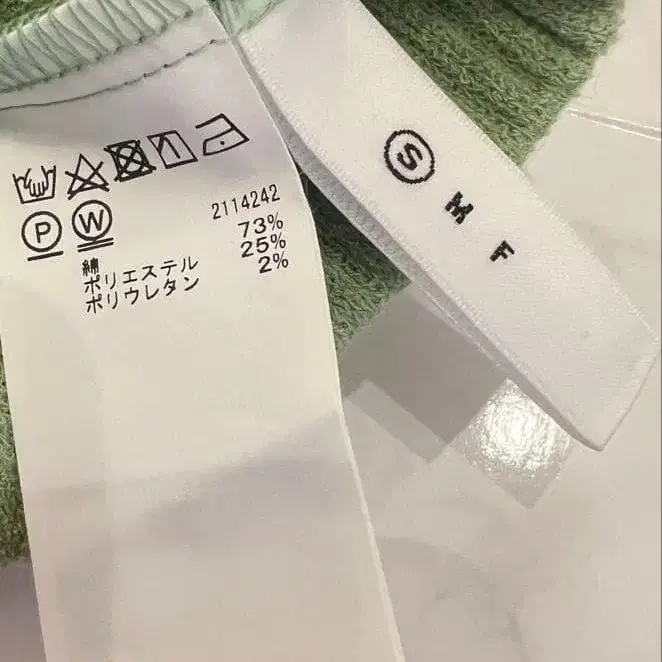 P W
2114242
綿 73%
ポリエステル 25%
ポリウレタン 2%
S M F